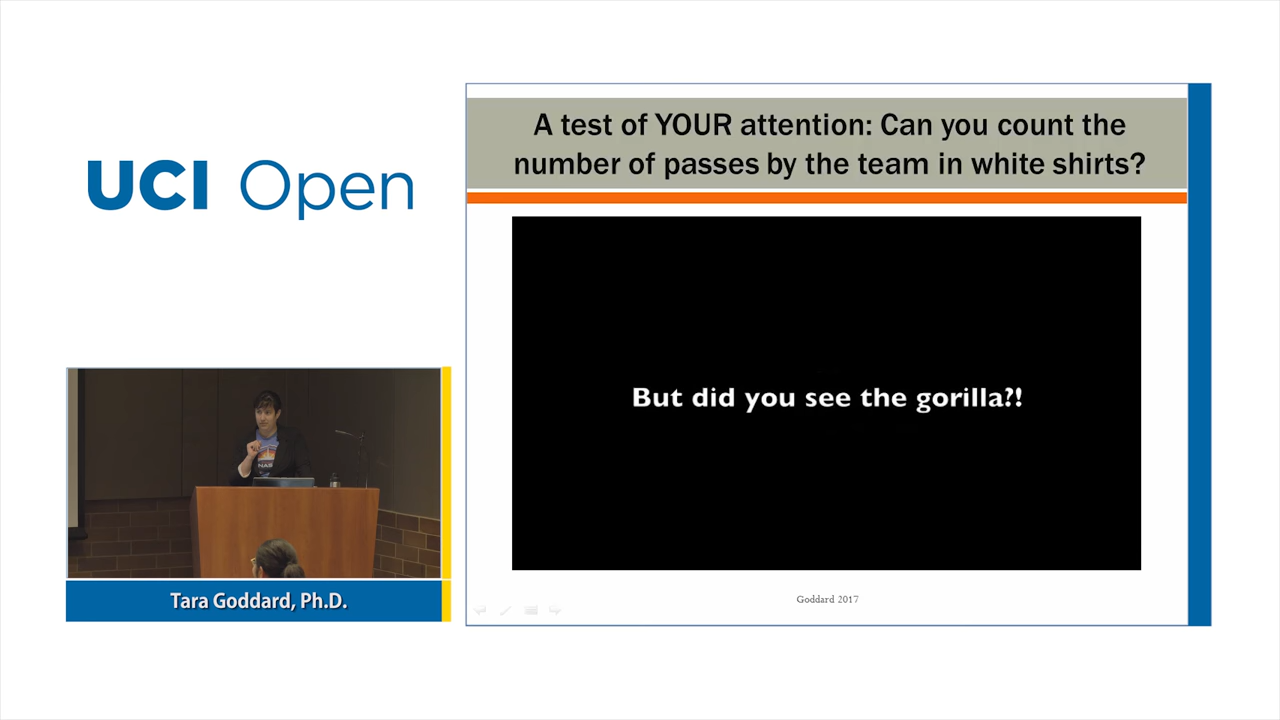 UCI Open
A test of YOUR attention: Can you count the
number of passes by the team in white shirts?
But did you see the gorilla?!
Goddard 2017
Tara Goddard, Ph.D.